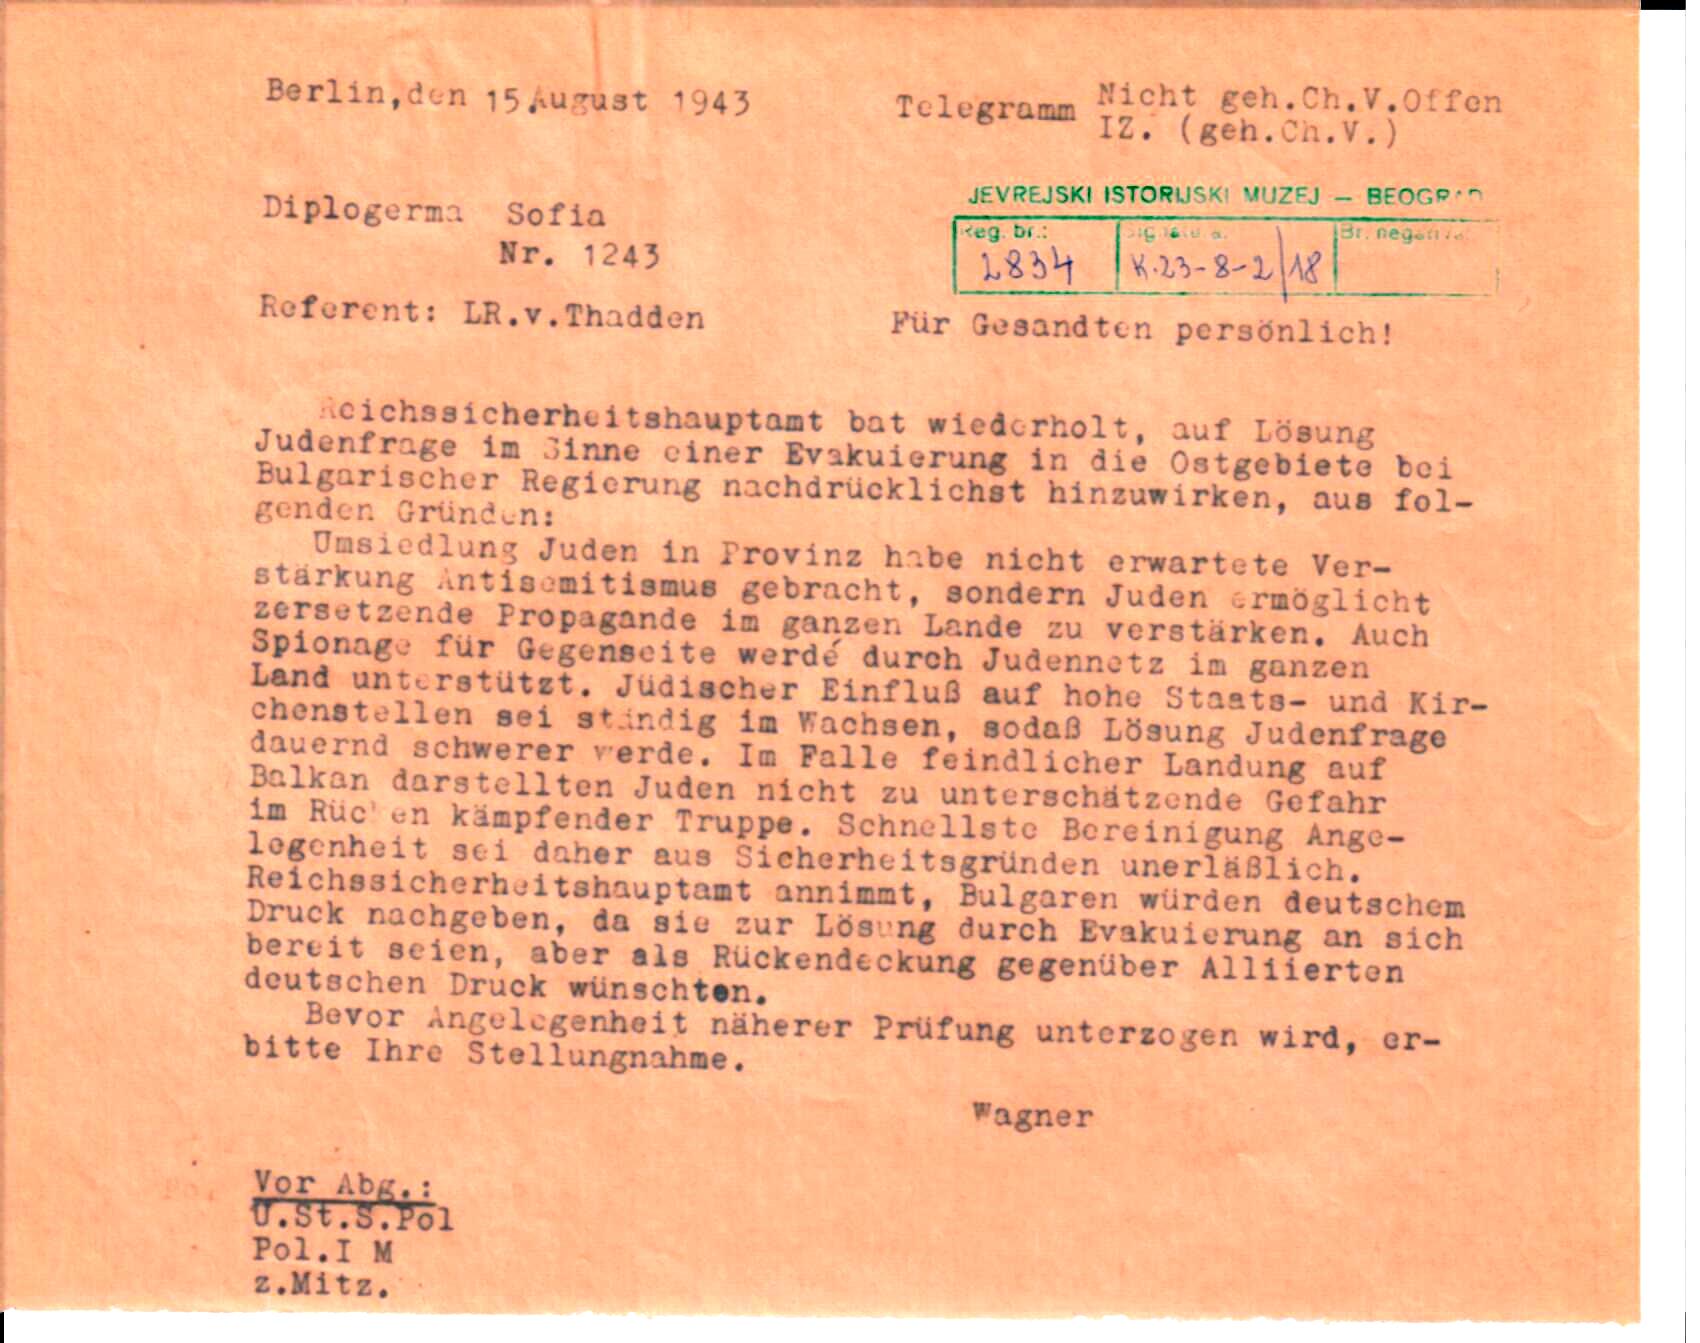 Berlin,den 15.August 1943
Telegramm Nicht geh.Ch.V.Offen
IZ. (geh.Ch.V.)
Diplogerma Sofia
Nr. 1243
JEVREJSKI ISTORIJSKI MUZEJ — BEOGRAD
Reg. br.: Signatura: Br. negativa:
2834 K.23-8-2/18
Referent: LR.v.Thadden
Für Gesandten persönlich!
Reichssicherheitshauptamt bat wiederholt, auf Lösung
Judenfrage im Sinne einer Evakuierung in die Ostgebiete bei
Bulgarischer Regierung nachdrücklichst hinzuwirken, aus fol-
genden Gründen:
Umsiedlung Juden in Provinz habe nicht erwartete Ver-
stärkung Antisemitismus gebracht, sondern Juden ermöglicht
zersetzende Propagande im ganzen Lande zu verstärken. Auch
Spionage für Gegenseite werde durch Judennetz im ganzen
Land unterstützt. Jüdischer Einfluß auf hohe Staats- und Kir-
chenstellen sei ständig im Wachsen, sodaß Lösung Judenfrage
dauernd schwerer werde. Im Falle feindlicher Landung auf
Balkan darstellten Juden nicht zu unterschätzende Gefahr
im Rücken kämpfender Truppe. Schnellste Bereinigung Ange-
legenheit sei daher aus Sicherheitsgründen unerläßlich.
Reichssicherheitshauptamt annimmt, Bulgaren würden deutschem
Druck nachgeben, da sie zur Lösung durch Evakuierung an sich
bereit seien, aber als Rückendeckung gegenüber Alliierten
deutschen Druck wünschten.
Bevor Angelegenheit näherer Prüfung unterzogen wird, er-
bitte Ihre Stellungnahme.
Wagner
Vor Abg.:
U.St.S.Pol
Pol.I M
z.Mitz.